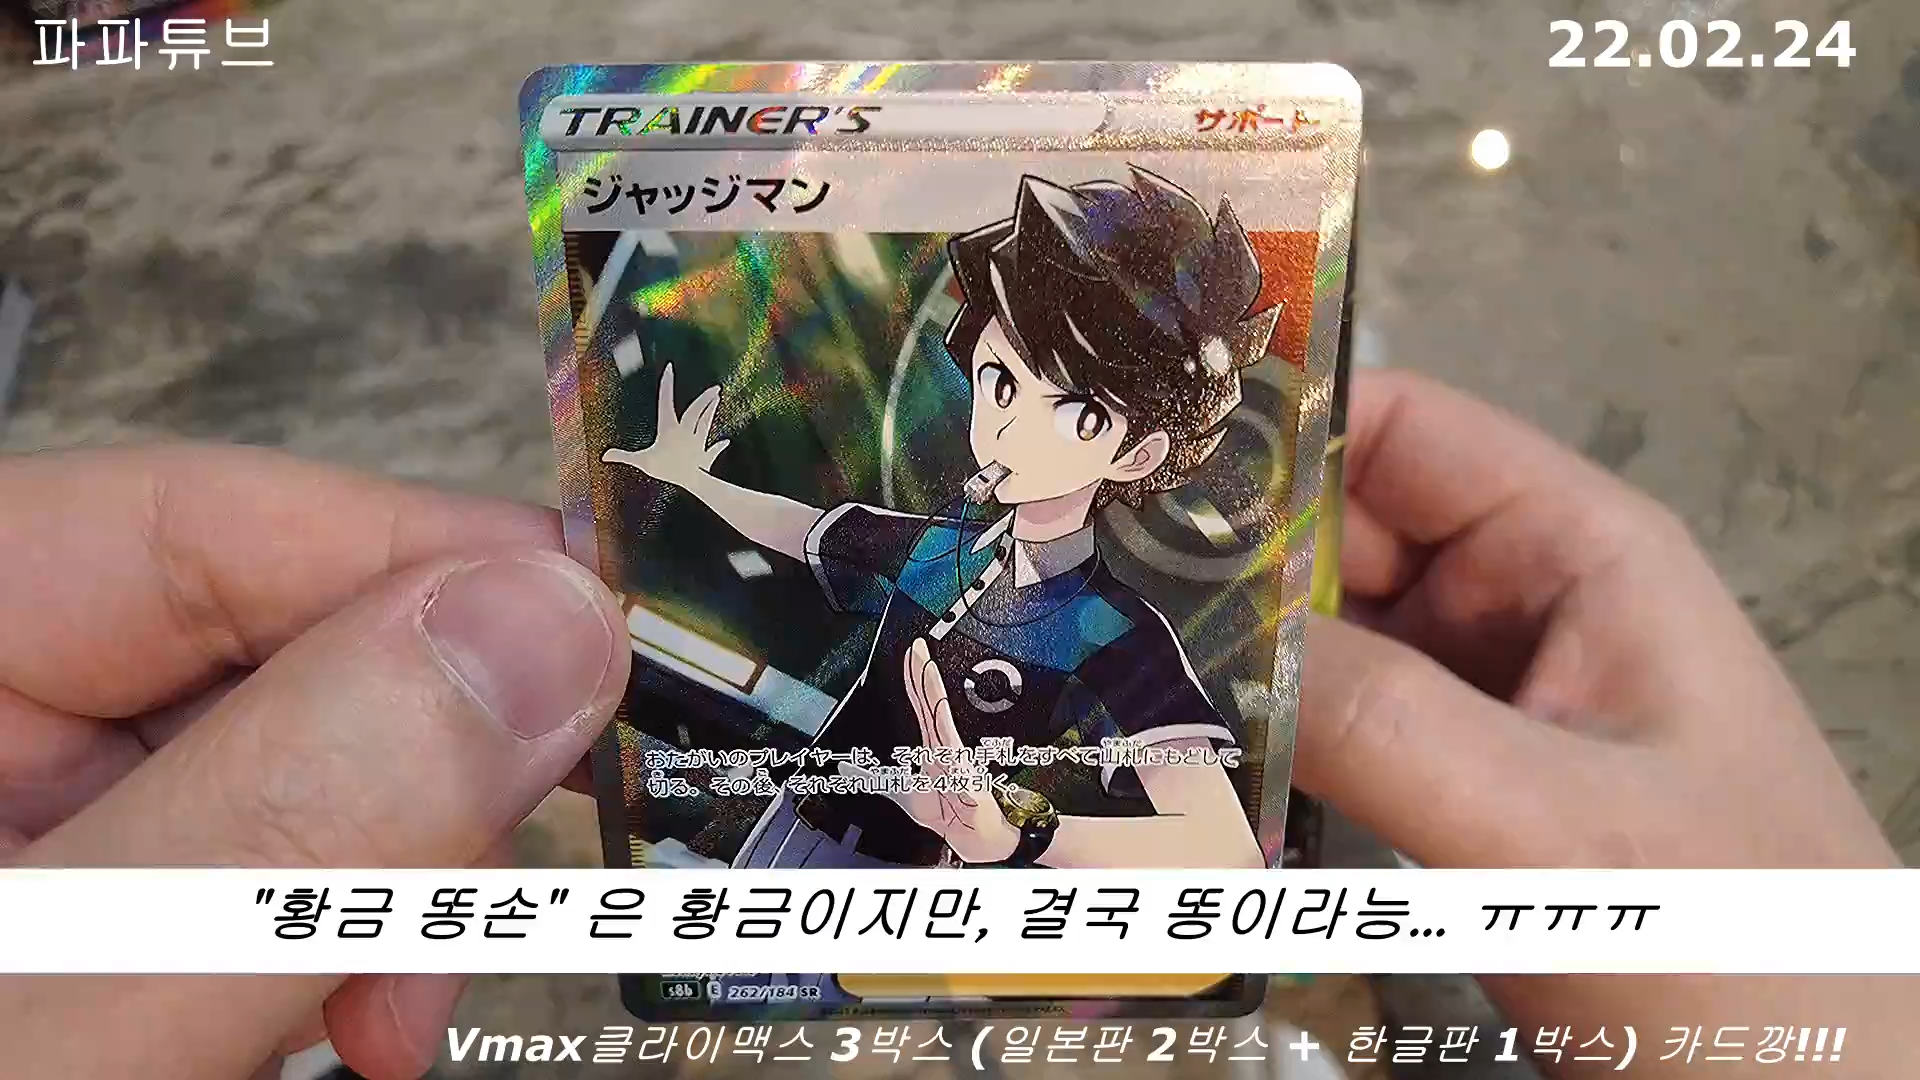 파파튜브
22.02.24
TRAINER'S
サポート
ジャッジマン
おたがいのプレイヤーは、それぞれ手札をすべて山札にもどして
切る。その後、それぞれ山札を4枚引く。
"황금 똥손" 은 황금이지만, 결국 똥이라능... ㅠㅠㅠ
s8b E 262/184 SR
Vmax클라이맥스 3박스 (일본판 2박스 + 한글판 1박스) 카드깡!!!